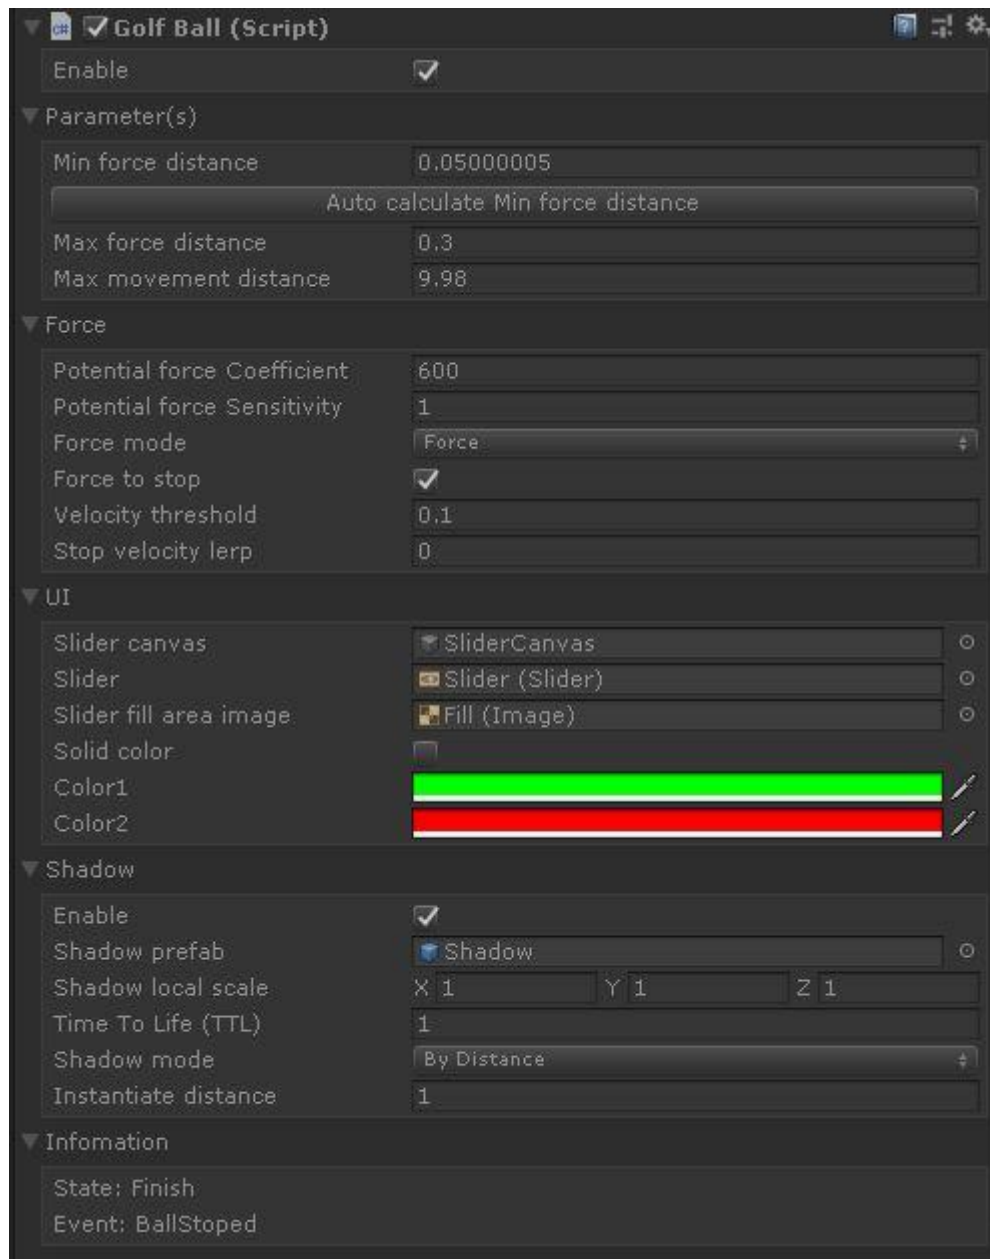 Golf Ball (Script)
Enable
Parameter(s)
Min force distance 0.05000005
Auto calculate Min force distance
Max force distance 0.3
Max movement distance 9.98
Force
Potential force Coefficient 600
Potential force Sensitivity 1
Force mode Force
Force to stop
Velocity threshold 0.1
Stop velocity lerp 0
UI
Slider canvas SliderCanvas
Slider Slider (Slider)
Slider fill area image Fill (Image)
Solid color
Color1
Color2
Shadow
Enable
Shadow prefab Shadow
Shadow local scale X 1 Y 1 Z 1
Time To Life (TTL) 1
Shadow mode By Distance
Instantiate distance 1
Infomation
State: Finish
Event: BallStoped